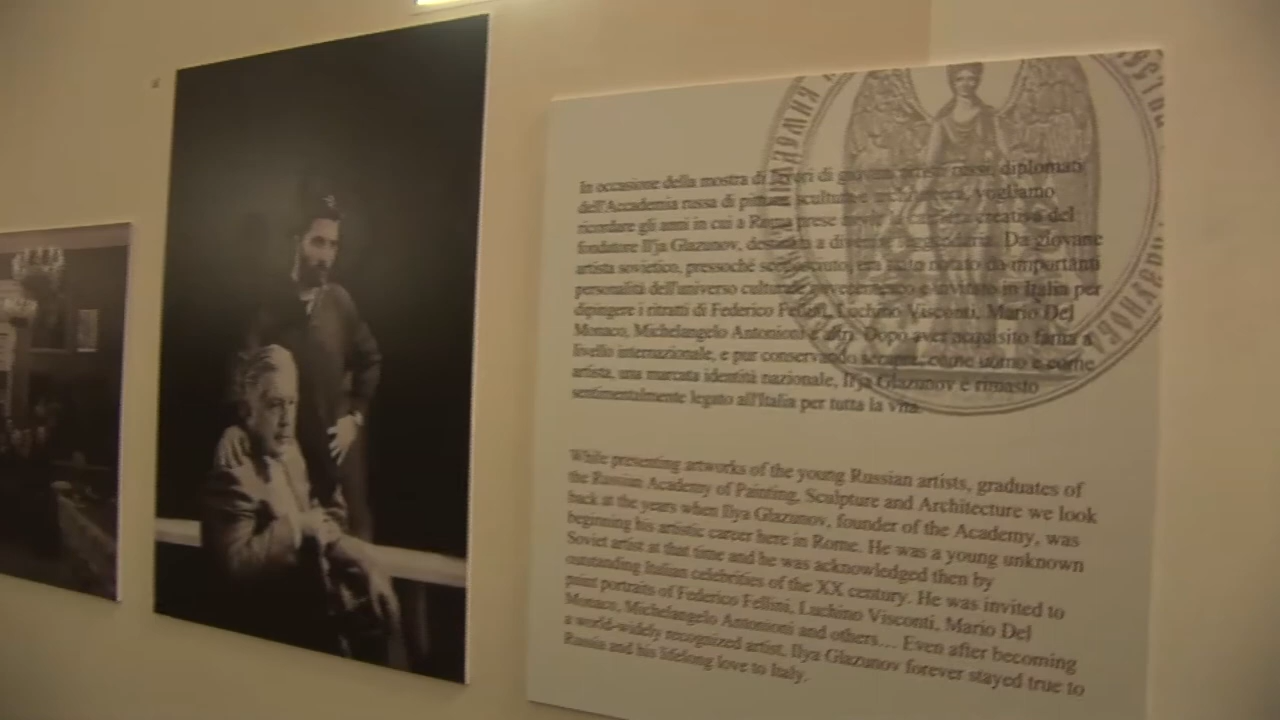 In occasione della mostra di lavori di giovani artisti russi, diplomati
dell'Accademia russa di pittura, scultura e architettura, vogliamo
ricordare gli anni in cui a Roma prese avvio la carriera creativa del
fondatore Il'ja Glazunov, destinata a divenire leggendaria. Da giovane
artista sovietico, pressoché sconosciuto, era stato notato da importanti
personalità dell'universo culturale novecentesco e invitato in Italia per
dipingere i ritratti di Federico Fellini, Luchino Visconti, Mario Del
Monaco, Michelangelo Antonioni e altri. Dopo aver acquisito fama a
livello internazionale, e pur conservando sempre, come uomo e come
artista, una marcata identità nazionale, Il'ja Glazunov è rimasto
sentimentalmente legato all'Italia per tutta la vita.
While presenting artworks of the young Russian artists, graduates of
the Russian Academy of Painting, Sculpture and Architecture we look
back at the years when Ilya Glazunov, founder of the Academy, was
beginning his artistic career here in Rome. He was a young unknown
Soviet artist at that time and he was acknowledged then by
outstanding Italian celebrities of the XX century. He was invited to
paint portraits of Federico Fellini, Luchino Visconti, Mario Del
Monaco, Michelangelo Antonioni and others... Even after becoming
a world-widely recognized artist, Ilya Glazunov forever stayed true to
Russia and his lifelong love to Italy.